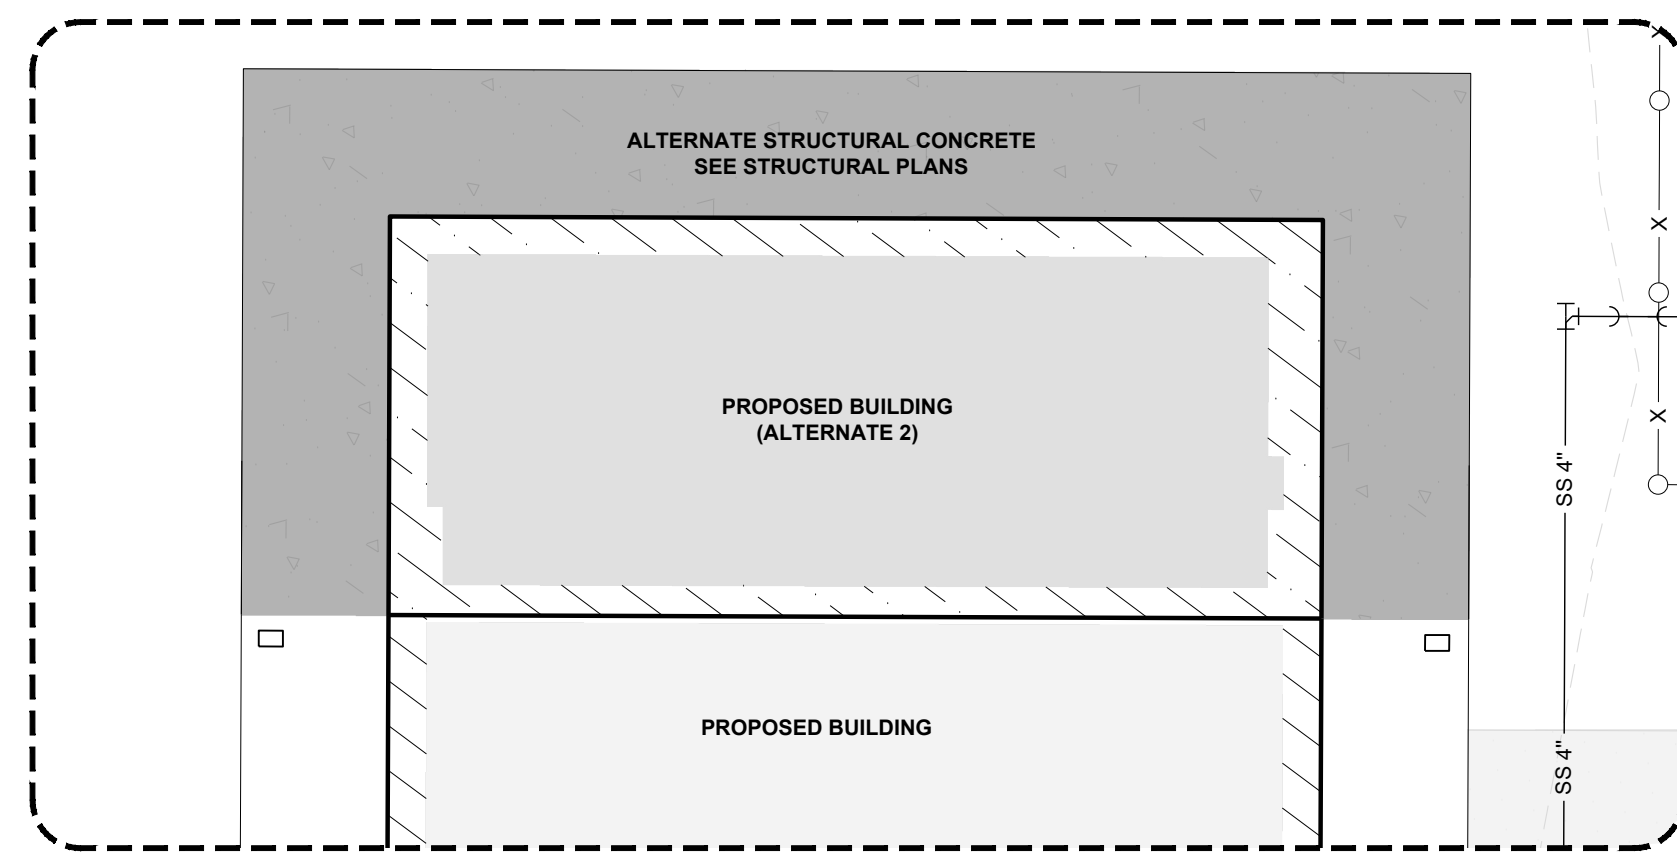 ALTERNATE STRUCTURAL CONCRETE
SEE STRUCTURAL PLANS
X
X
PROPOSED BUILDING
(ALTERNATE 2)
SS 4"
PROPOSED BUILDING
SS 4"